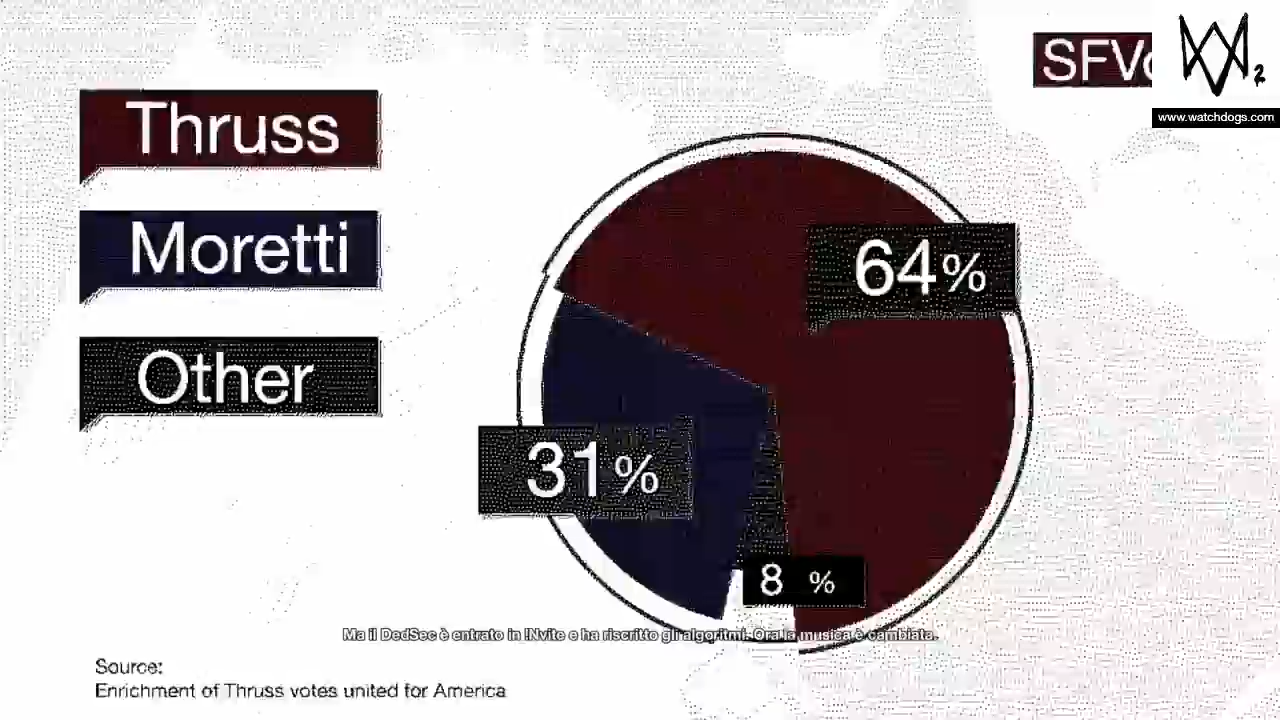 SFVo
www.watchdogs.com
Thruss
Moretti
Other
64%
31%
8 %
Ma il DedSec è entrato in !Nvite e ha riscritto gli algoritmi. Ora la musica è cambiata.
Source:
Enrichment of Thruss votes united for America